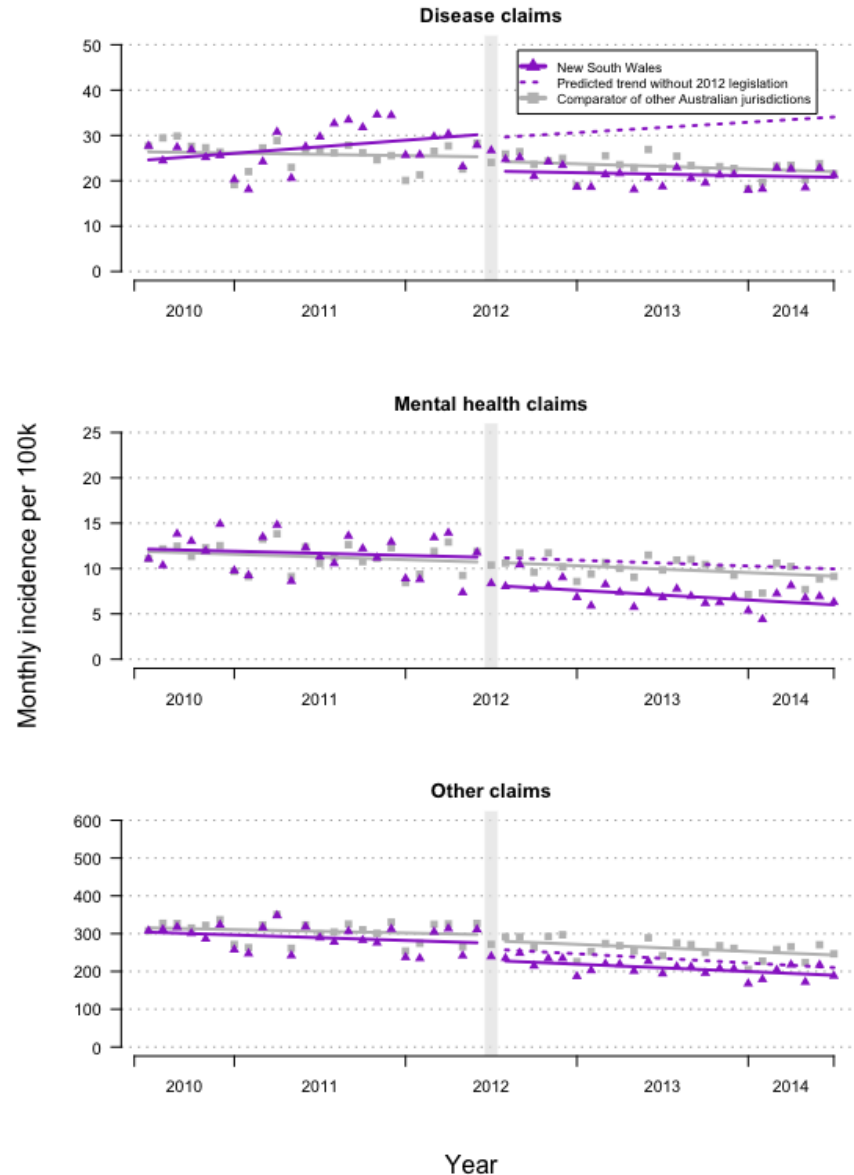 Disease claims
50
40
30
20
10
0
New South Wales
Predicted trend without 2012 legislation
Comparator of other Australian jurisdictions
2010 2011 2012 2013 2014
Monthly incidence per 100k
Mental health claims
25
20
15
10
5
0
2010 2011 2012 2013 2014
Other claims
600
500
400
300
200
100
0
2010 2011 2012 2013 2014
Year